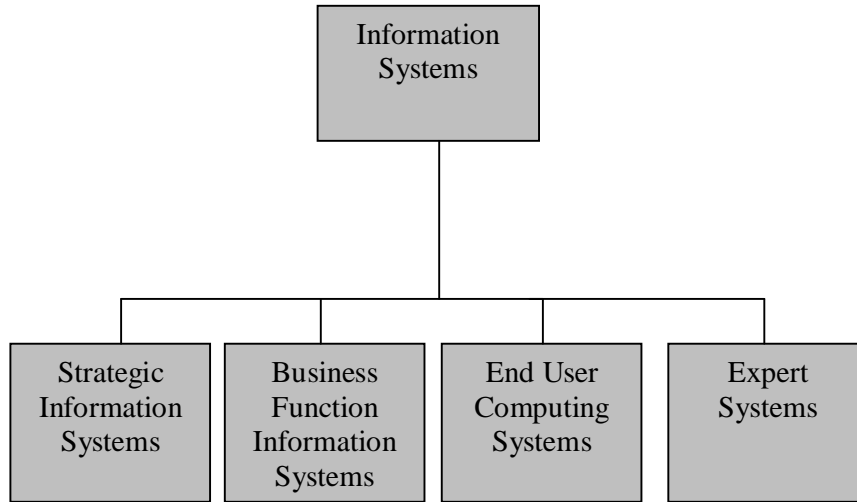 Information
Systems
Strategic
Information
Systems
Business
Function
Information
Systems
End User
Computing
Systems
Expert
Systems